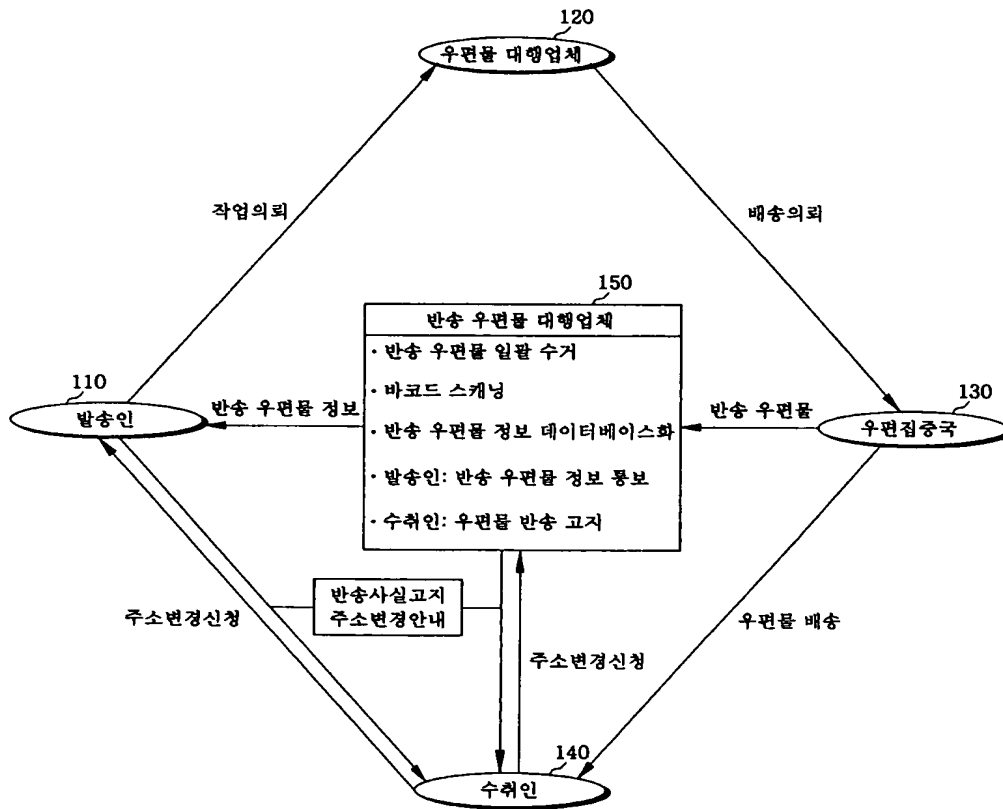 120
우편물 대행업체
작업의뢰
배송의뢰
150
반송 우편물 대행업체
· 반송 우편물 일괄 수거
· 바코드 스캐닝
· 반송 우편물 정보 데이터베이스화
· 발송인: 반송 우편물 정보 통보
· 수취인: 우편물 반송 고지
110
발송인
반송 우편물 정보
반송 우편물
130
우편집중국
반송사실고지
주소변경안내
주소변경신청
주소변경신청
우편물 배송
140
수취인